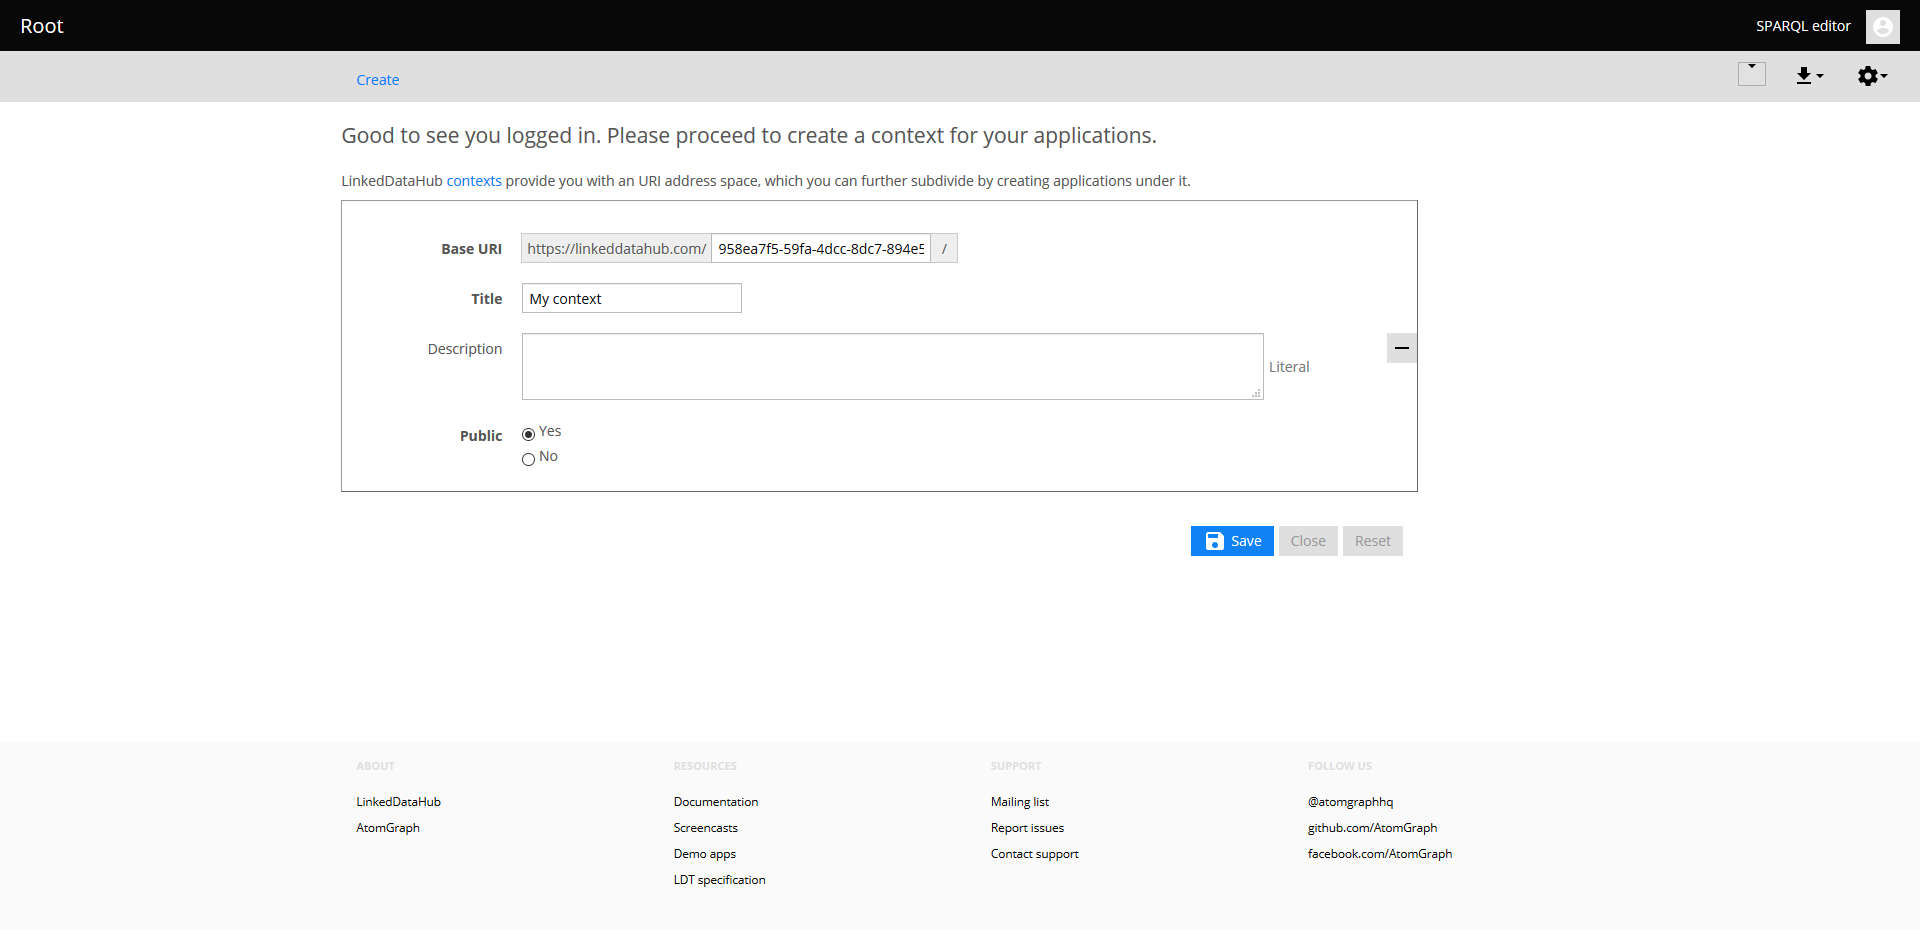 Root
SPARQL editor
Create
Good to see you logged in. Please proceed to create a context for your applications.
LinkedDataHub contexts provide you with an URI address space, which you can further subdivide by creating applications under it.
Base URI https://linkeddatahub.com/ 958ea7f5-59fa-4dcc-8dc7-894e5 /
Title My context
Description Literal
Public Yes
No
Save Close Reset
ABOUT
LinkedDataHub
AtomGraph
RESOURCES
Documentation
Screencasts
Demo apps
LDT specification
SUPPORT
Mailing list
Report issues
Contact support
FOLLOW US
@atomgraphhq
github.com/AtomGraph
facebook.com/AtomGraph